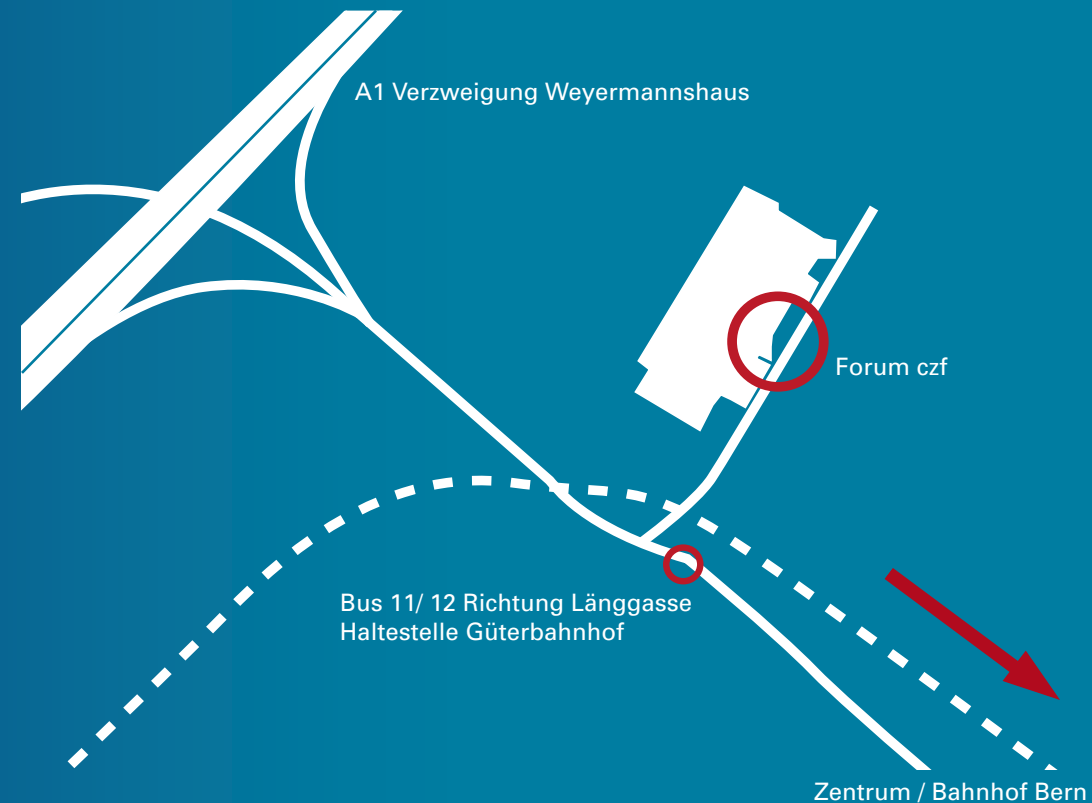 A1 Verzweigung Weyermannshaus
Forum czf
Bus 11/ 12 Richtung Länggasse
Haltestelle Güterbahnhof
Zentrum / Bahnhof Bern